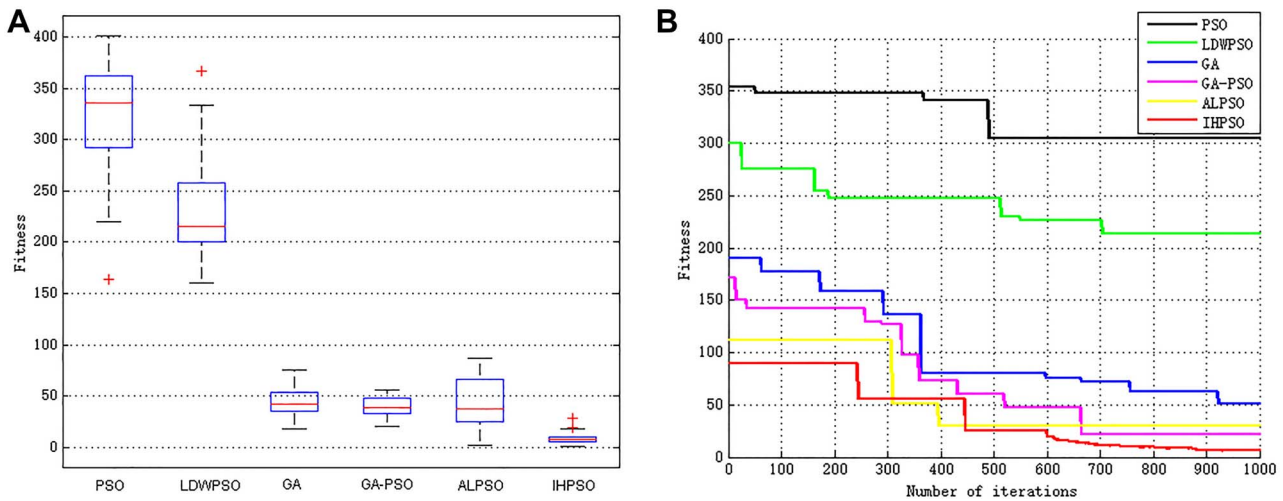 A
400
350
300
250
200
150
100
50
0
Fitness
PSO LDWPSO GA GA-PSO ALPSO IHPSO
B
400
350
300
250
200
150
100
50
0
Fitness
PSO
LDWPSO
GA
GA-PSO
ALPSO
IHPSO
0 100 200 300 400 500 600 700 800 900 1000
Number of iterations